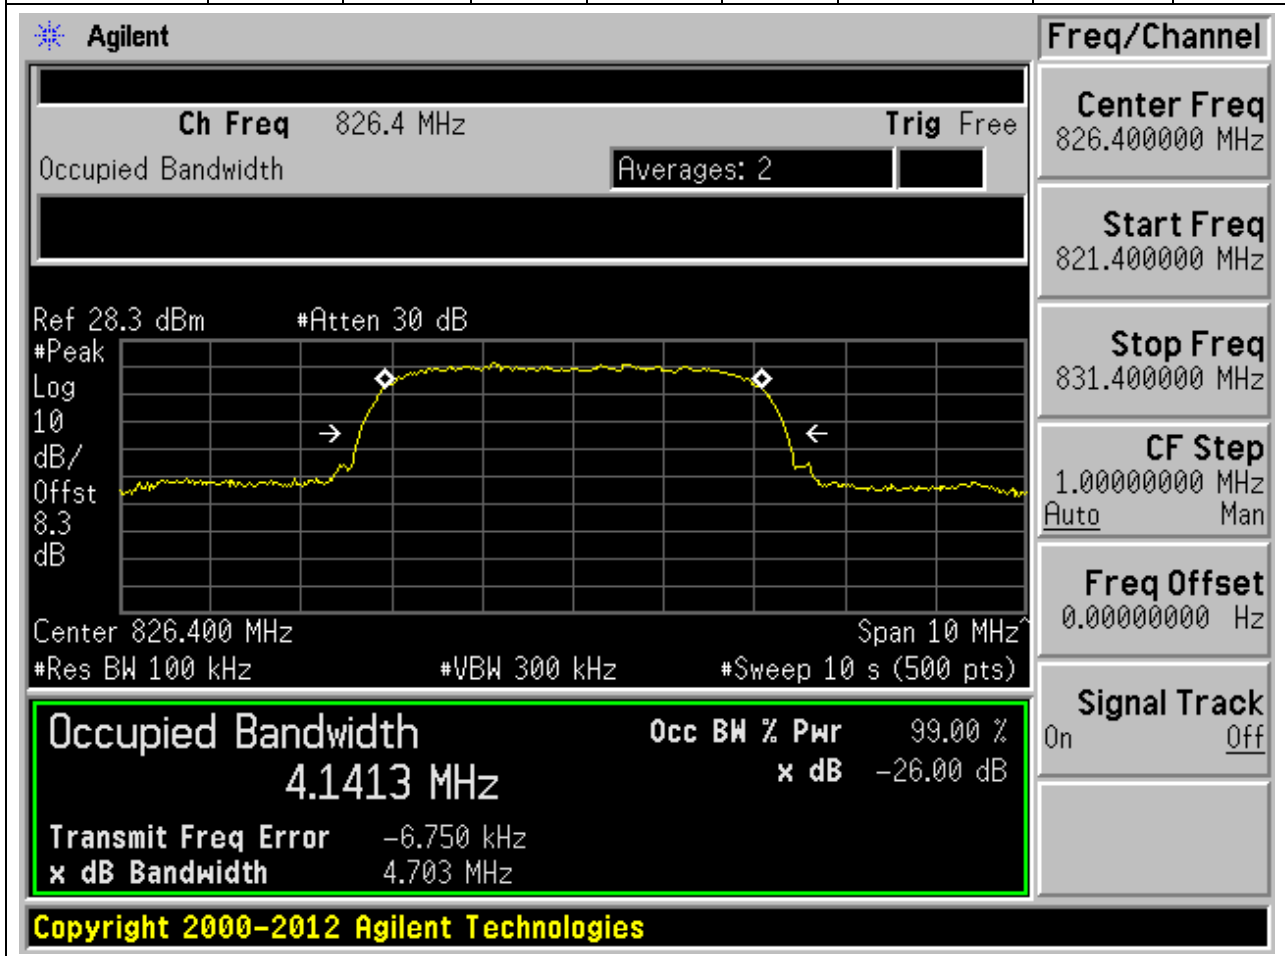 Agilent
Freq/Channel
Ch Freq 826.4 MHz Trig Free
Occupied Bandwidth Averages: 2
Center Freq
826.400000 MHz
Start Freq
821.400000 MHz
Stop Freq
831.400000 MHz
CF Step
1.00000000 MHz
Auto Man
Freq Offset
0.00000000 Hz
Signal Track
On Off
Ref 28.3 dBm #Atten 30 dB
#Peak
Log
10
dB/
Offst
8.3
dB
Center 826.400 MHz Span 10 MHz^
#Res BW 100 kHz #VBW 300 kHz #Sweep 10 s (500 pts)
Occupied Bandwidth Occ BW % Pwr 99.00 %
4.1413 MHz x dB -26.00 dB
Transmit Freq Error -6.750 kHz
x dB Bandwidth 4.703 MHz
Copyright 2000-2012 Agilent Technologies